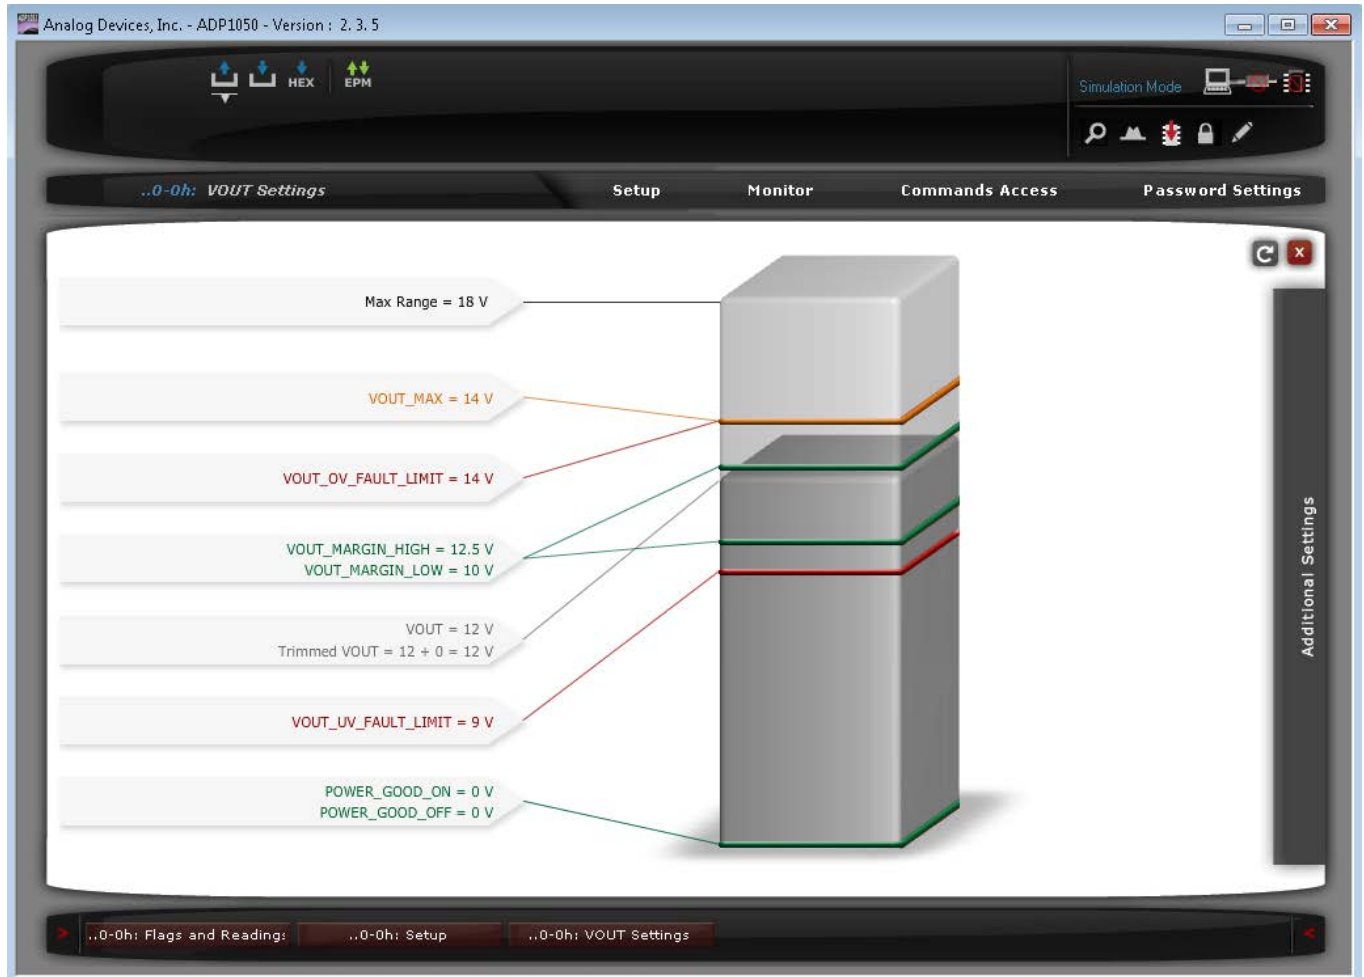 Analog Devices, Inc. - ADP1050 - Version : 2. 3. 5
HEX
EPM
Simulation Mode
..0-0h: VOUT Settings
Setup
Monitor
Commands Access
Password Settings
Max Range = 18 V
VOUT_MAX = 14 V
VOUT_OV_FAULT_LIMIT = 14 V
VOUT_MARGIN_HIGH = 12.5 V
VOUT_MARGIN_LOW = 10 V
VOUT = 12 V
Trimmed VOUT = 12 + 0 = 12 V
VOUT_UV_FAULT_LIMIT = 9 V
POWER_GOOD_ON = 0 V
POWER_GOOD_OFF = 0 V
Additional Settings
..0-0h: Flags and Readings
..0-0h: Setup
..0-0h: VOUT Settings